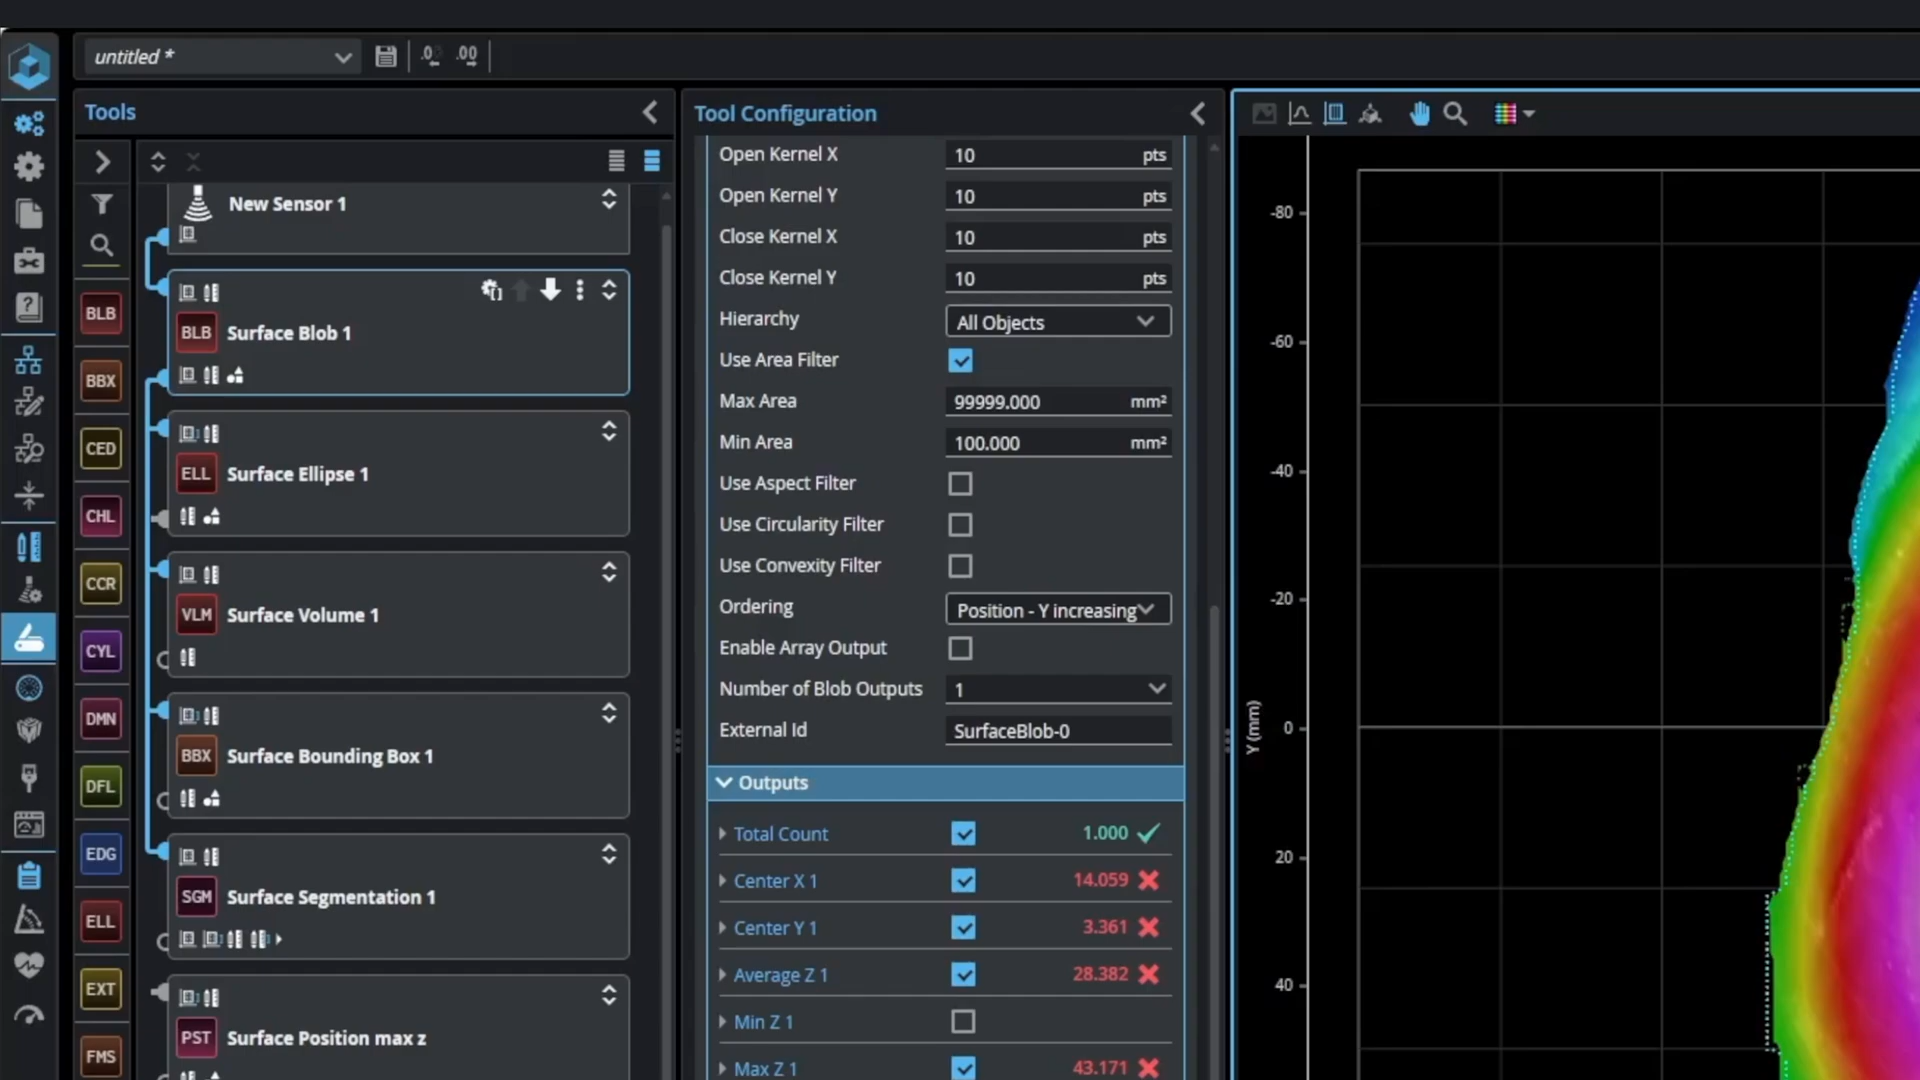 untitled *
.0
.00
Tools
New Sensor 1
BLB
Surface Blob 1
ELL
Surface Ellipse 1
VLM
Surface Volume 1
BBX
Surface Bounding Box 1
SGM
Surface Segmentation 1
PST
Surface Position max z
BLB
BBX
CED
CHL
CCR
CYL
DMN
DFL
EDG
ELL
EXT
FMS
Tool Configuration
Open Kernel X 10 pts
Open Kernel Y 10 pts
Close Kernel X 10 pts
Close Kernel Y 10 pts
Hierarchy All Objects
Use Area Filter
Max Area 99999.000 mm²
Min Area 100.000 mm²
Use Aspect Filter
Use Circularity Filter
Use Convexity Filter
Ordering Position - Y increasing
Enable Array Output
Number of Blob Outputs 1
External Id SurfaceBlob-0
Outputs
Total Count 1.000
Center X 1 14.059
Center Y 1 3.361
Average Z 1 28.382
Min Z 1
Max Z 1 43.171
-80
-60
-40
-20
0
20
40
Y (mm)